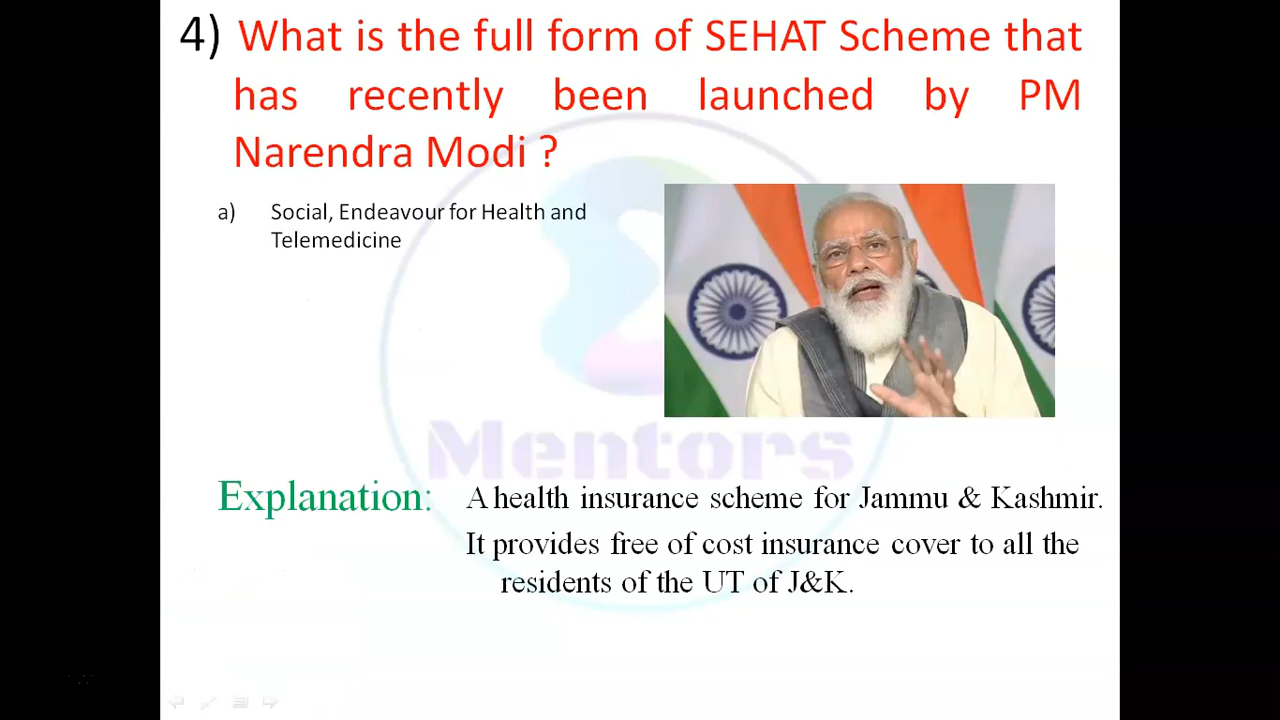 4) What is the full form of SEHAT Scheme that
has recently been launched by PM
Narendra Modi ?
a) Social, Endeavour for Health and
Telemedicine
Mentors
Explanation: A health insurance scheme for Jammu & Kashmir.
It provides free of cost insurance cover to all the
residents of the UT of J&K.